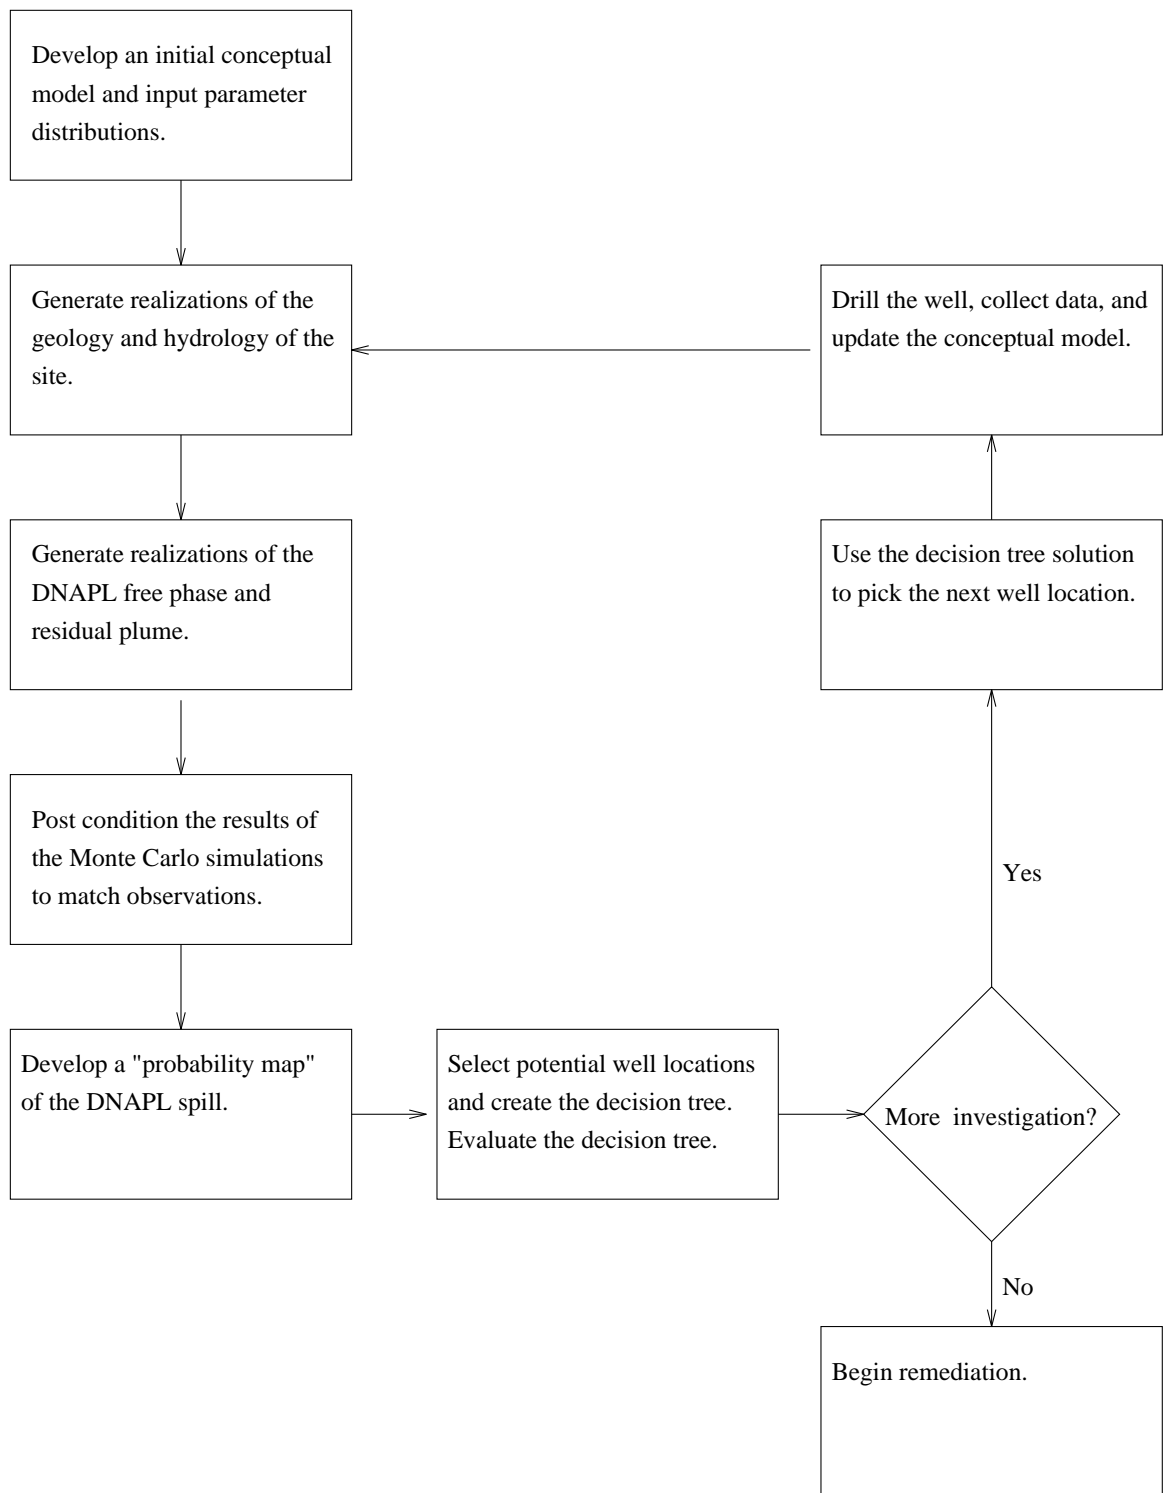 Develop an initial conceptual
model and input parameter
distributions.
Generate realizations of the
geology and hydrology of the
site.
Generate realizations of the
DNAPL free phase and
residual plume.
Post condition the results of
the Monte Carlo simulations
to match observations.
Develop a "probability map"
of the DNAPL spill.
Select potential well locations
and create the decision tree.
Evaluate the decision tree.
More investigation?
Yes
Use the decision tree solution
to pick the next well location.
Drill the well, collect data, and
update the conceptual model.
No
Begin remediation.